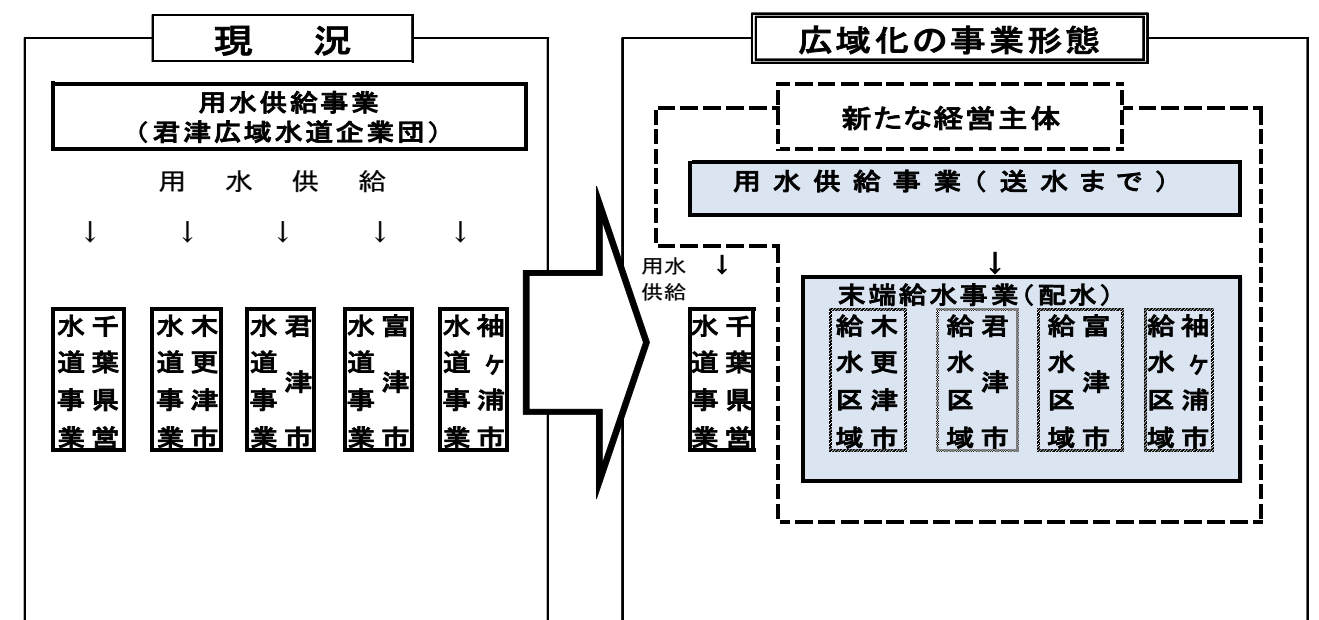 現 況
用水供給事業
（君津広域水道企業団）
用 水 供 給
↓ ↓ ↓ ↓ ↓
千葉県営
水道事業
木更津市
水道事業
君津市
水道事業
富津市
水道事業
袖ヶ浦市
水道事業
広域化の事業形態
新たな経営主体
用水供給事業（送水まで）
用水
供給
↓
↓
千葉県営
水道事業
末端給水事業（配水）
木更津市
給水区域
君津市
給水区域
富津市
給水区域
袖ヶ浦市
給水区域